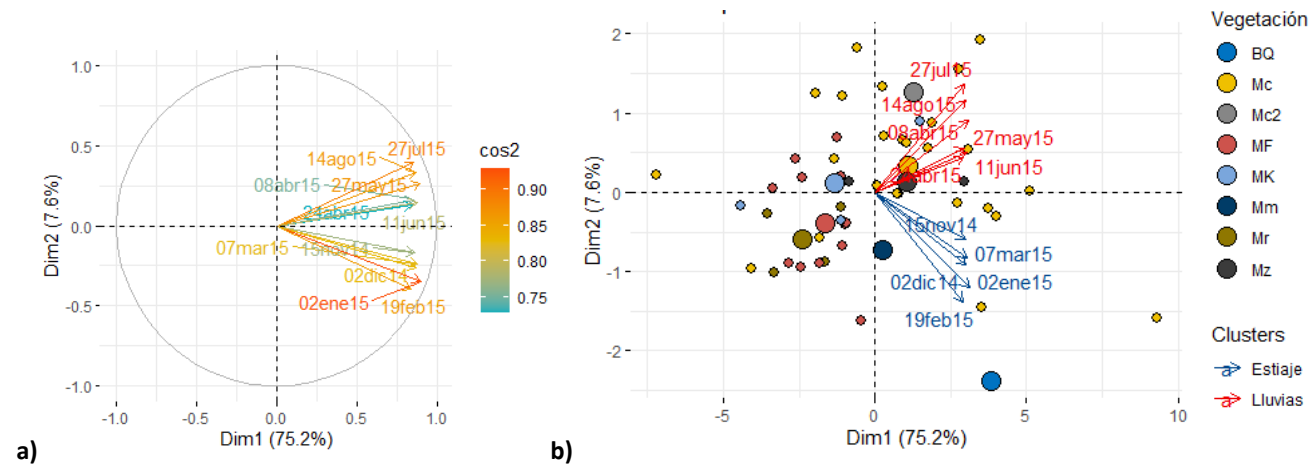 1.0
0.5
0.0
-0.5
-1.0
Dim2 (7.6%)
27jul15
14ago15
08abr15
27may15
24abr15
11jun15
07mar15
15nov14
02dic14
02ene15
19feb15
-1.0 -0.5 0.0 0.5 1.0
Dim1 (75.2%)
cos2
0.90
0.85
0.80
0.75
a)
2
1
0
-1
-2
Dim2 (7.6%)
27jul15
14ago15
08abr15
27may15
11jun15
abr15
15nov14
07mar15
02dic14
02ene15
19feb15
-5 0 5 10
Dim1 (75.2%)
b)
Vegetación
BQ
Mc
Mc2
MF
MK
Mm
Mr
Mz
Clusters
a Estiaje
a Lluvias